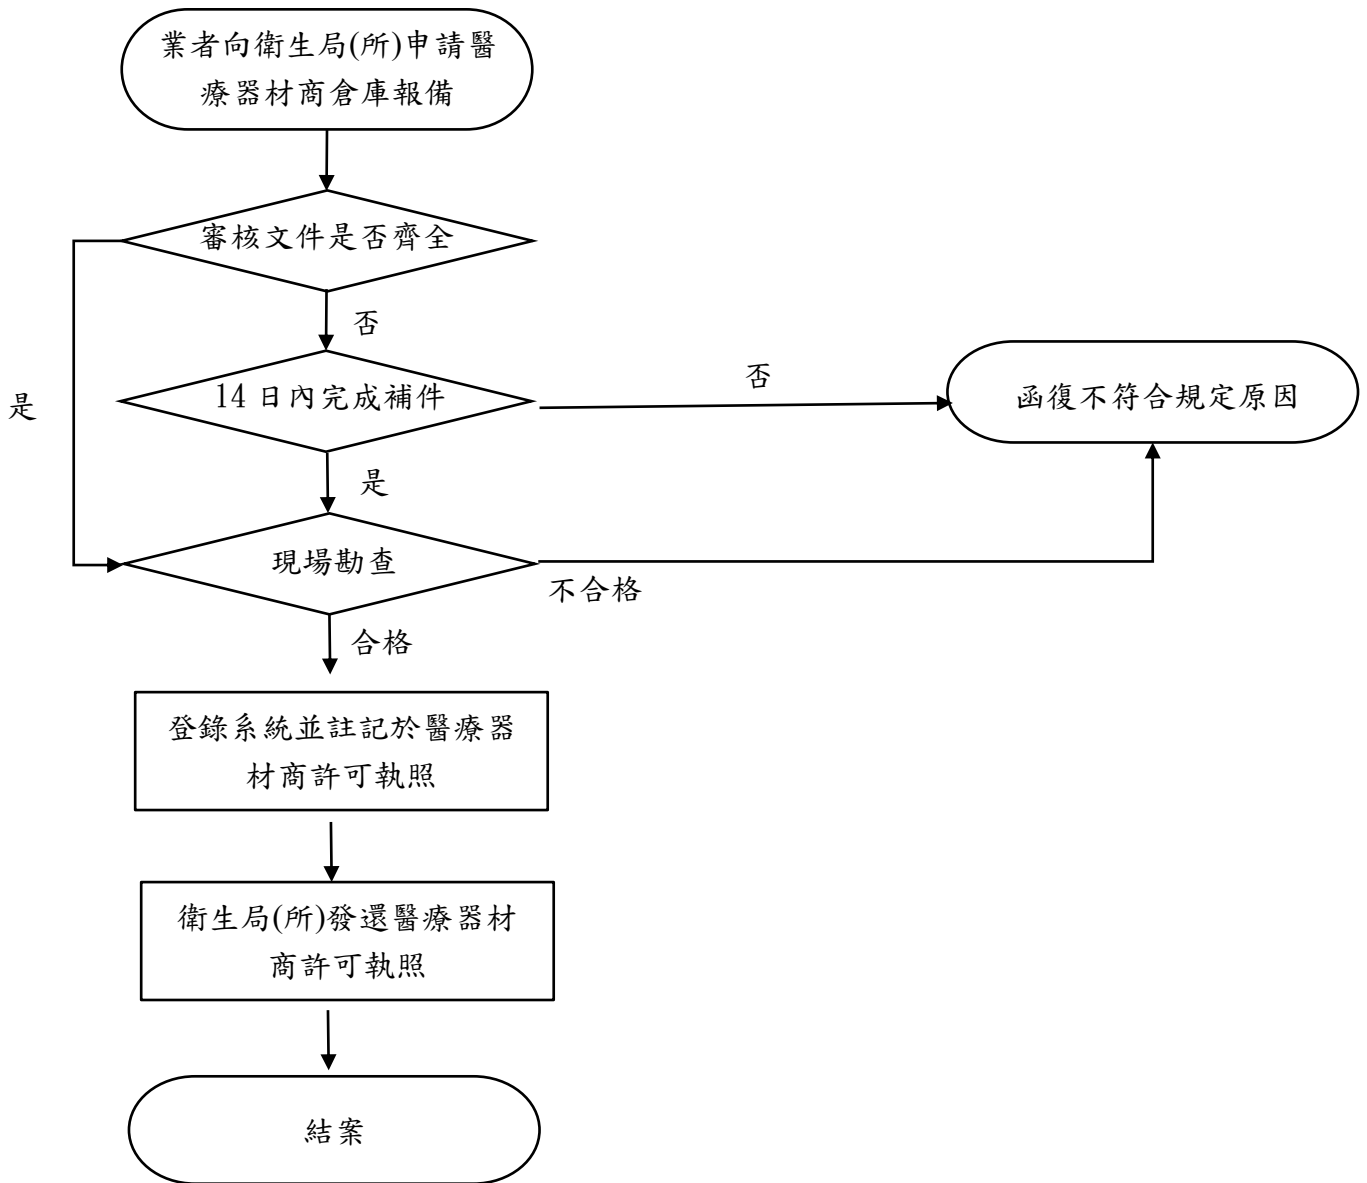 業者向衛生局(所)申請醫
療器材商倉庫報備
審核文件是否齊全
否
是
14 日內完成補件
否
函復不符合規定原因
是
現場勘查
不合格
合格
登錄系統並註記於醫療器
材商許可執照
衛生局(所)發還醫療器材
商許可執照
結案